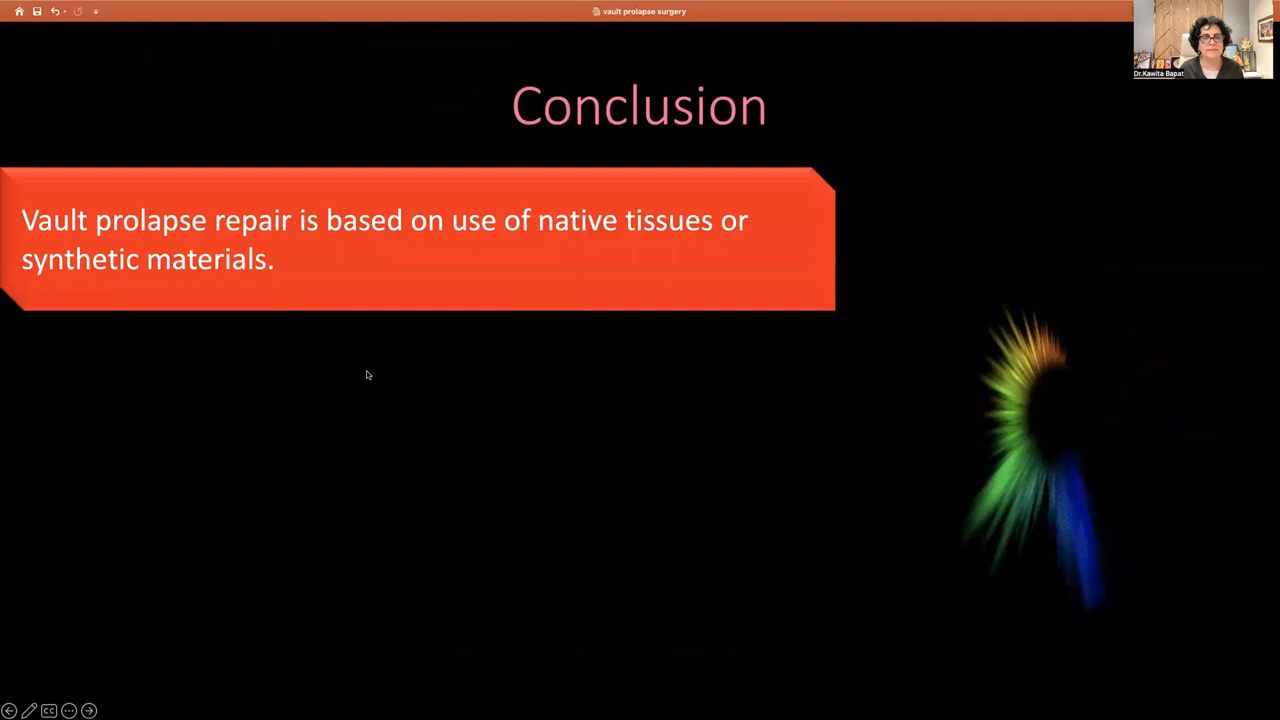 vault prolapse surgery
Dr.Kawita Bapat
Conclusion
Vault prolapse repair is based on use of native tissues or
synthetic materials.
CC